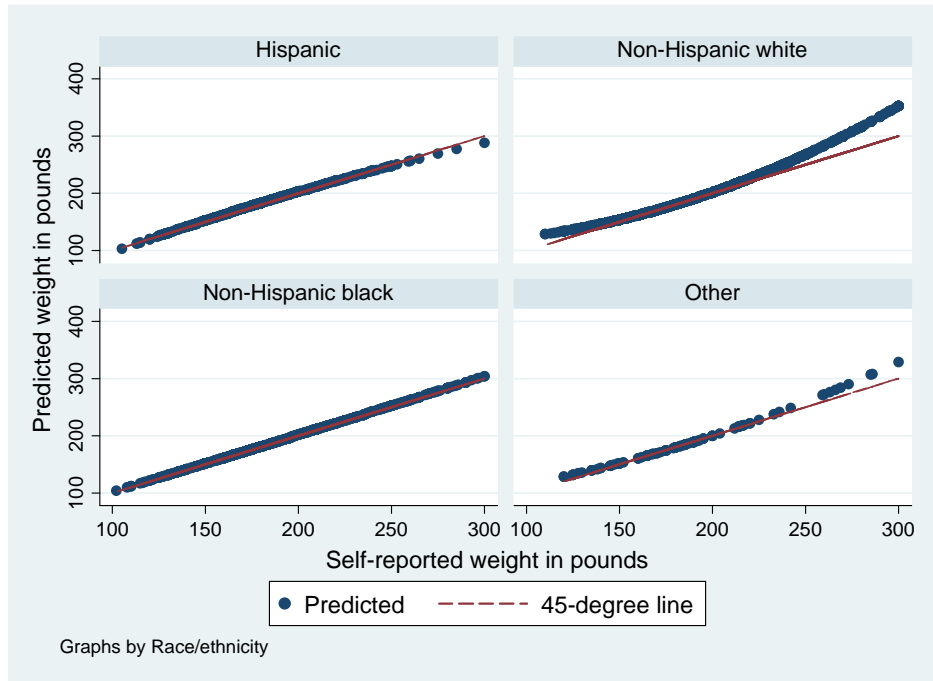 Hispanic
Non-Hispanic white
400
300
200
100
Non-Hispanic black
Other
400
300
200
100
Predicted weight in pounds
100 150 200 250 300
100 150 200 250 300
Self-reported weight in pounds
Predicted
45-degree line
Graphs by Race/ethnicity